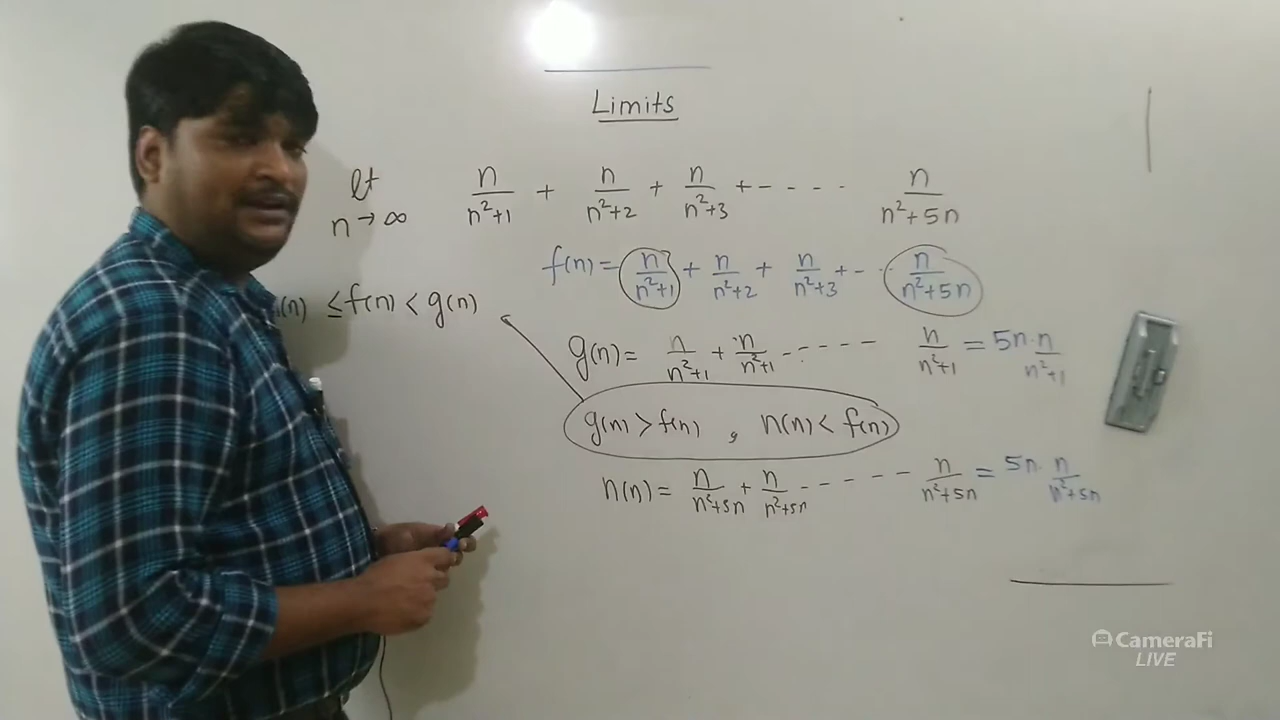 Limits
lt n→∞ n/(n²+1) + n/(n²+2) + n/(n²+3) + - - - - n/(n²+5n)
f(n) = n/(n²+1) + n/(n²+2) + n/(n²+3) + - - n/(n²+5n)
(n) ≤ f(n) < g(n)
g(n) = n/(n²+1) + n/(n²+1) - - - - - n/(n²+1) = 5n · n/(n²+1)
g(n) > f(n) , h(n) < f(n)
h(n) = n/(n²+5n) + n/(n²+5n) - - - - - - n/(n²+5n) = 5n · n/(n²+5n)
CameraFi
LIVE